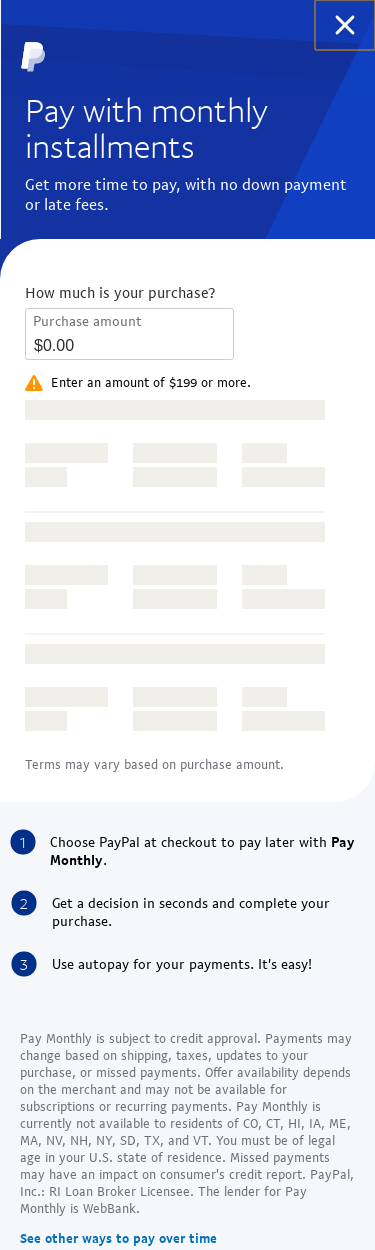 Pay with monthly
installments
Get more time to pay, with no down payment
or late fees.
How much is your purchase?
Purchase amount
$0.00
Enter an amount of $199 or more.
Terms may vary based on purchase amount.
1 Choose PayPal at checkout to pay later with Pay
Monthly.
2 Get a decision in seconds and complete your
purchase.
3 Use autopay for your payments. It's easy!
Pay Monthly is subject to credit approval. Payments may
change based on shipping, taxes, updates to your
purchase, or missed payments. Offer availability depends
on the merchant and may not be available for
subscriptions or recurring payments. Pay Monthly is
currently not available to residents of CO, CT, HI, IA, ME,
MA, NV, NH, NY, SD, TX, and VT. You must be of legal
age in your U.S. state of residence. Missed payments
may have an impact on consumer's credit report. PayPal,
Inc.: RI Loan Broker Licensee. The lender for Pay
Monthly is WebBank.
See other ways to pay over time